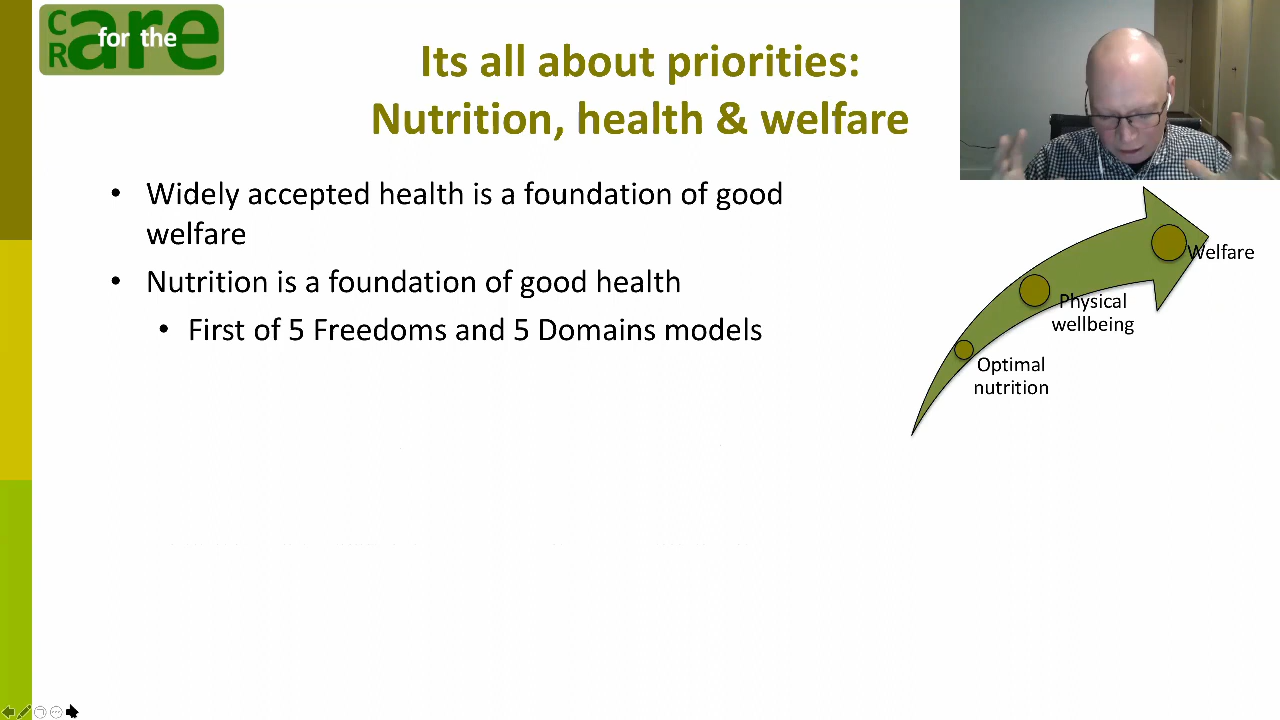 Care for the Rare
Its all about priorities:
Nutrition, health & welfare
• Widely accepted health is a foundation of good
welfare
• Nutrition is a foundation of good health
• First of 5 Freedoms and 5 Domains models
Welfare
Physical
wellbeing
Optimal
nutrition